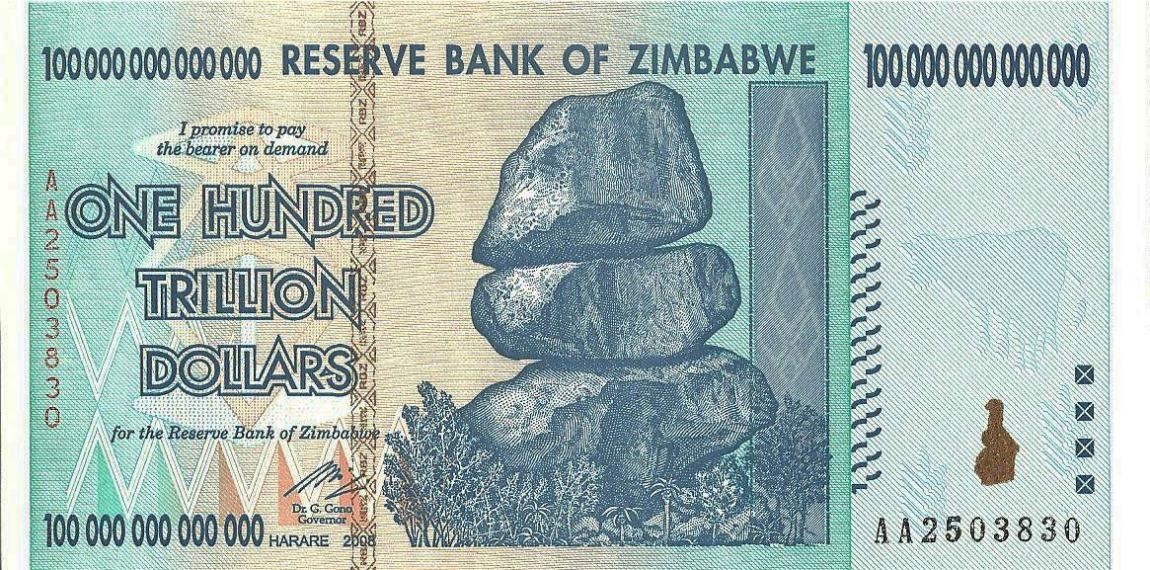 100 000 000 000 000 RESERVE BANK OF ZIMBABWE 100 000 000 000 000
I promise to pay
the bearer on demand
AA2503830
ONE HUNDRED
TRILLION
DOLLARS
for the Reserve Bank of Zimbabwe
Dr. G. Gono
Governor
100 000 000 000 000 HARARE 2008
AA2503830
RBZ